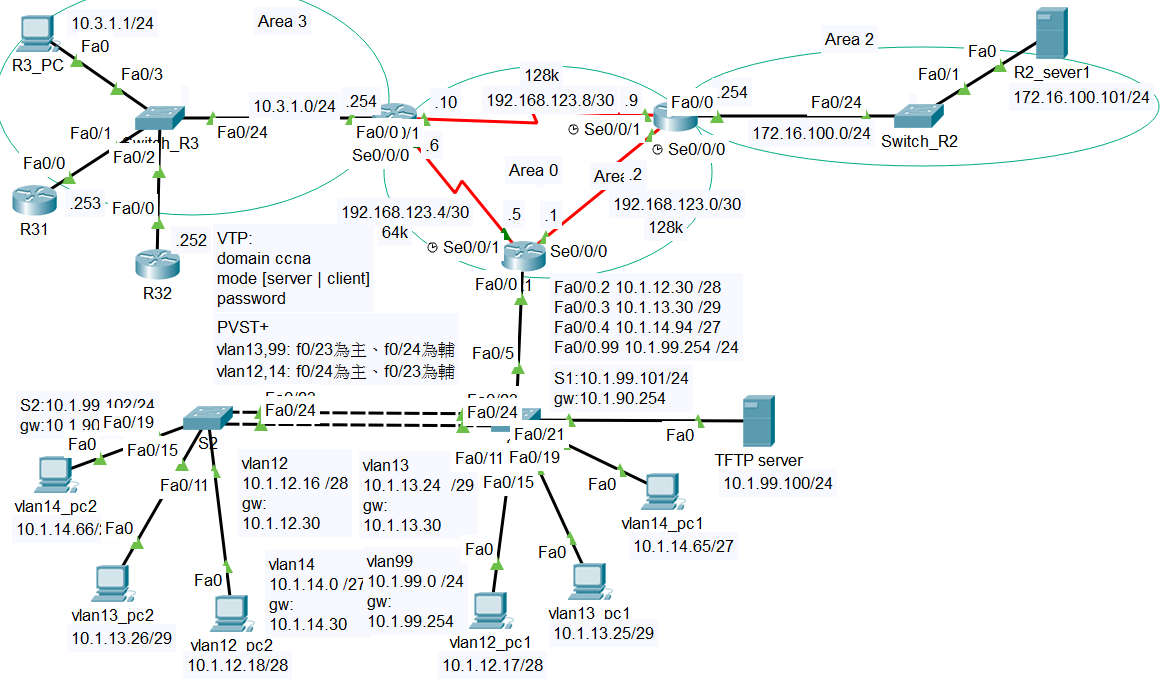 10.3.1.1/24
Area 3
R3_PC
Fa0
Fa0/3
Area 2
Fa0
Fa0/1
R2_sever1
172.16.100.101/24
128k
10.3.1.0/24
.254
.10
192.168.123.8/30
.9
Fa0/0
.254
Fa0/24
Fa0/1
Fa0/24
Switch_R3
Fa0/0
Se0/0/1
172.16.100.0/24
Switch_R2
Fa0/2
Se0/0/0
.6
Se0/0/0
Fa0/0
Area 0
.2
R31
.253
Fa0/0
192.168.123.4/30
64k
.5
.1
192.168.123.0/30
128k
.252
R32
VTP:
domain ccna
mode [server | client]
password
Se0/0/1
Se0/0/0
Fa0/0
Fa0/0.2 10.1.12.30 /28
Fa0/0.3 10.1.13.30 /29
Fa0/0.4 10.1.14.94 /27
Fa0/0.99 10.1.99.254 /24
PVST+
vlan13,99: f0/23為主、f0/24為輔
vlan12,14: f0/24為主、f0/23為輔
Fa0/5
S1:10.1.99.101/24
gw:10.1.90.254
S2:10.1.99.102/24
gw:10.1.90
Fa0/19
Fa0/24
Fa0/24
S2
Fa0
Fa0/15
Fa0/21
Fa0
TFTP server
10.1.99.100/24
Fa0/11
Fa0/11
Fa0/19
Fa0/15
vlan14_pc2
10.1.14.66/
Fa0
vlan12
10.1.12.16 /28
gw:
10.1.12.30
vlan13
10.1.13.24 /29
gw:
10.1.13.30
Fa0
vlan14_pc1
10.1.14.65/27
Fa0
Fa0
Fa0
vlan14
10.1.14.0 /27
gw:
10.1.14.30
vlan99
10.1.99.0 /24
gw:
10.1.99.254
vlan13_pc2
10.1.13.26/29
vlan12_pc2
10.1.12.18/28
vlan12_pc1
10.1.12.17/28
vlan13_pc1
10.1.13.25/29